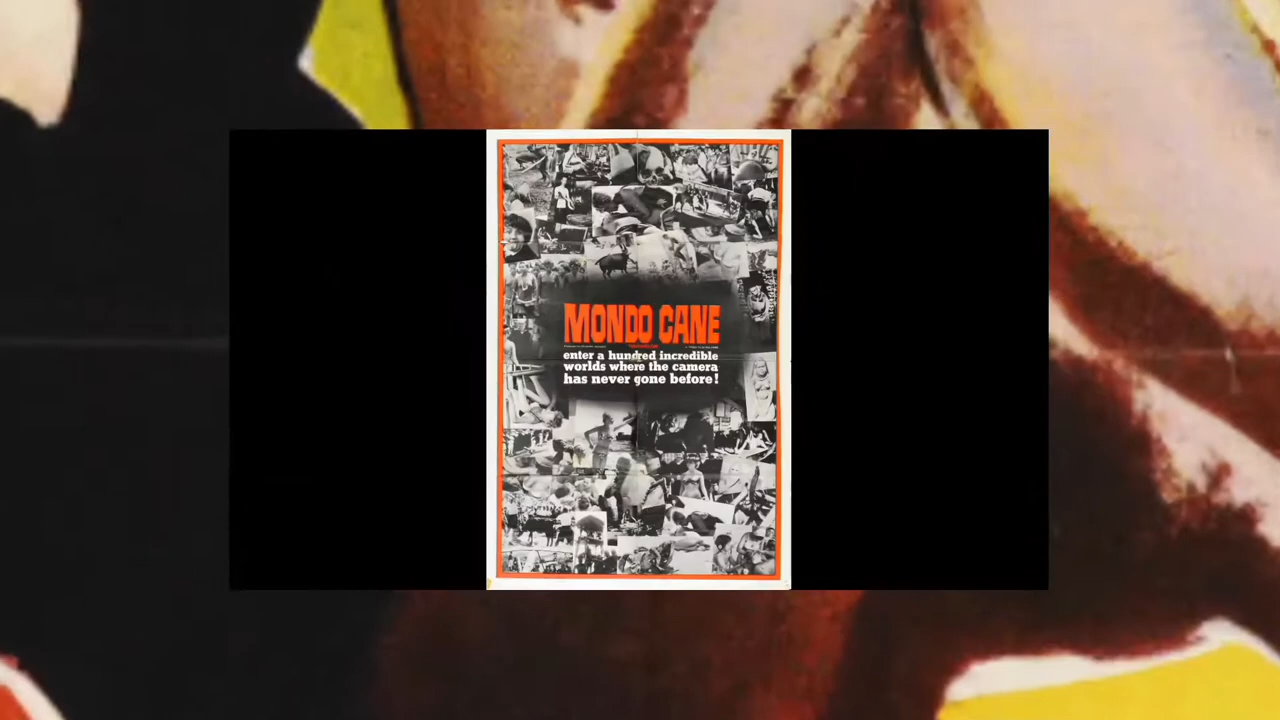 MONDO CANE
enter a hundred incredible
worlds where the camera
has never gone before!